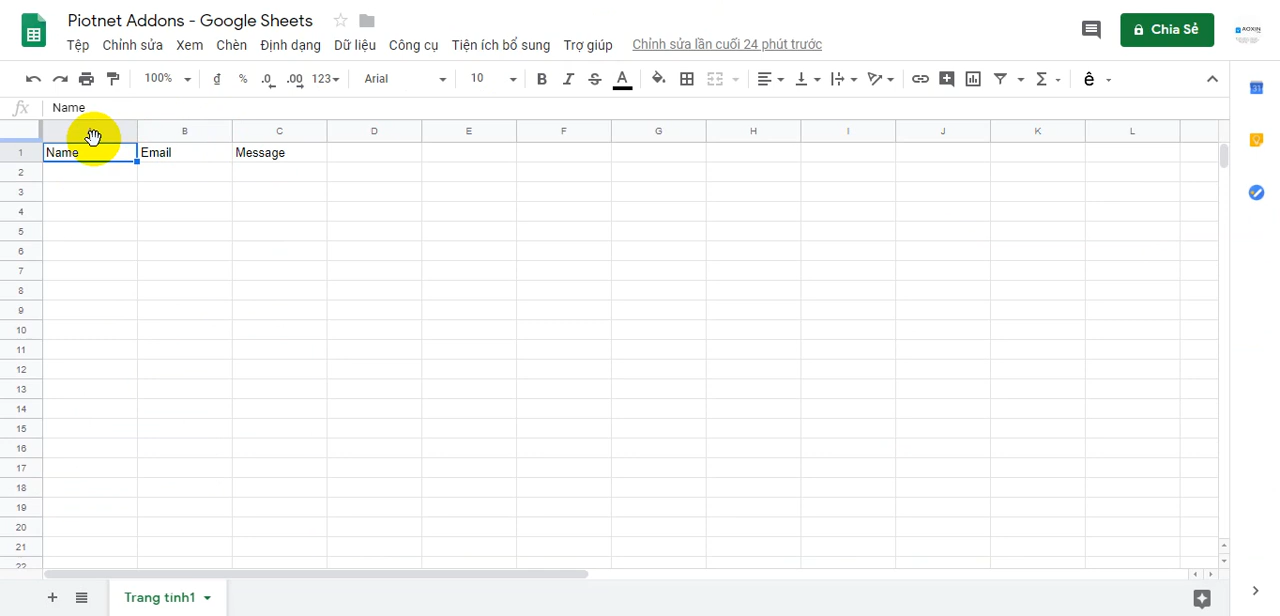 Piotnet Addons - Google Sheets
Tệp Chỉnh sửa Xem Chèn Định dạng Dữ liệu Công cụ Tiện ích bổ sung Trợ giúp Chỉnh sửa lần cuối 24 phút trước
Chia Sẻ
AOXIN
100% đ % .0 .00 123 Arial 10 B I S A Σ ê
31
fx Name
B C D E F G H I J K L
1 Name Email Message
2
3
4
5
6
7
8
9
10
11
12
13
14
15
16
17
18
19
20
21
22
Trang tính1